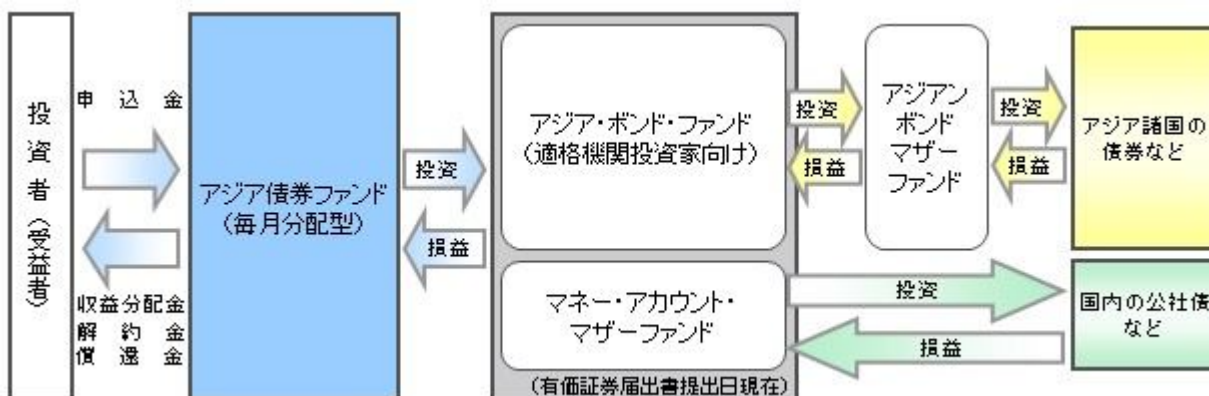 投資者（受益者）
申込金
収益分配金
解約金
償還金
アジア債券ファンド
（毎月分配型）
投資
損益
アジア・ボンド・ファンド
（適格機関投資家向け）
投資
損益
アジアン
ボンド
マザー
ファンド
投資
損益
アジア諸国の
債券など
マネー・アカウント・
マザーファンド
投資
損益
国内の公社債
など
（有価証券届出書提出日現在）